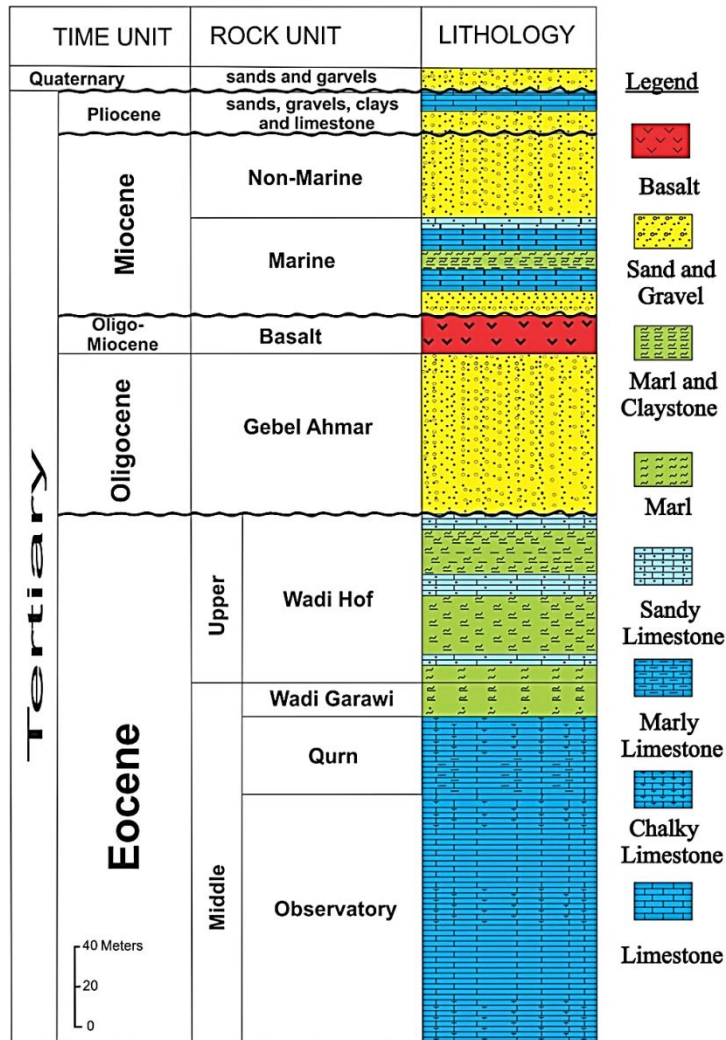 TIME UNIT
ROCK UNIT
LITHOLOGY
Quaternary
sands and garvels
Tertiary
Pliocene
sands, gravels, clays
and limestone
Miocene
Non-Marine
Marine
Oligo-
Miocene
Basalt
Oligocene
Gebel Ahmar
Eocene
Upper
Wadi Hof
Middle
Wadi Garawi
Qurn
Observatory
40 Meters
20
0
Legend
Basalt
Sand and
Gravel
Marl and
Claystone
Marl
Sandy
Limestone
Marly
Limestone
Chalky
Limestone
Limestone